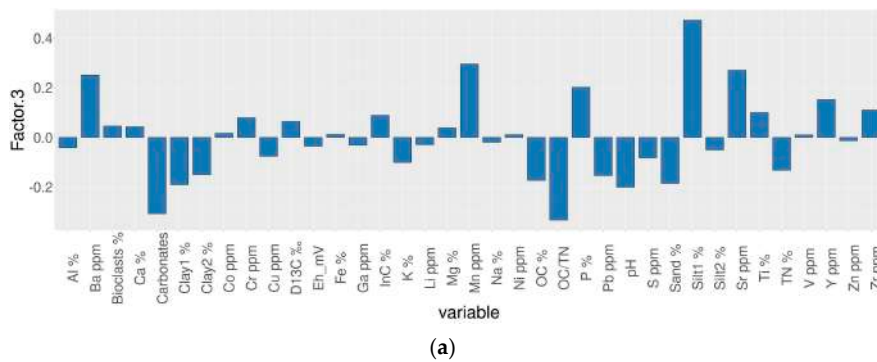 0.4
0.2
0.0
-0.2
Factor.3
Al %
Ba ppm
Bioclasts %
Ca %
Carbonates
Clay1 %
Clay2 %
Co ppm
Cr ppm
Cu ppm
D13C ‰
Eh_mV
Fe %
Ga ppm
InC %
K %
Li ppm
Mg %
Mn ppm
Na %
Ni ppm
OC %
OC/TN
P %
Pb ppm
pH
S ppm
Sand %
Silt1 %
Silt2 %
Sr ppm
Ti %
TN %
V ppm
Y ppm
Zn ppm
Zr ppm
variable
(a)